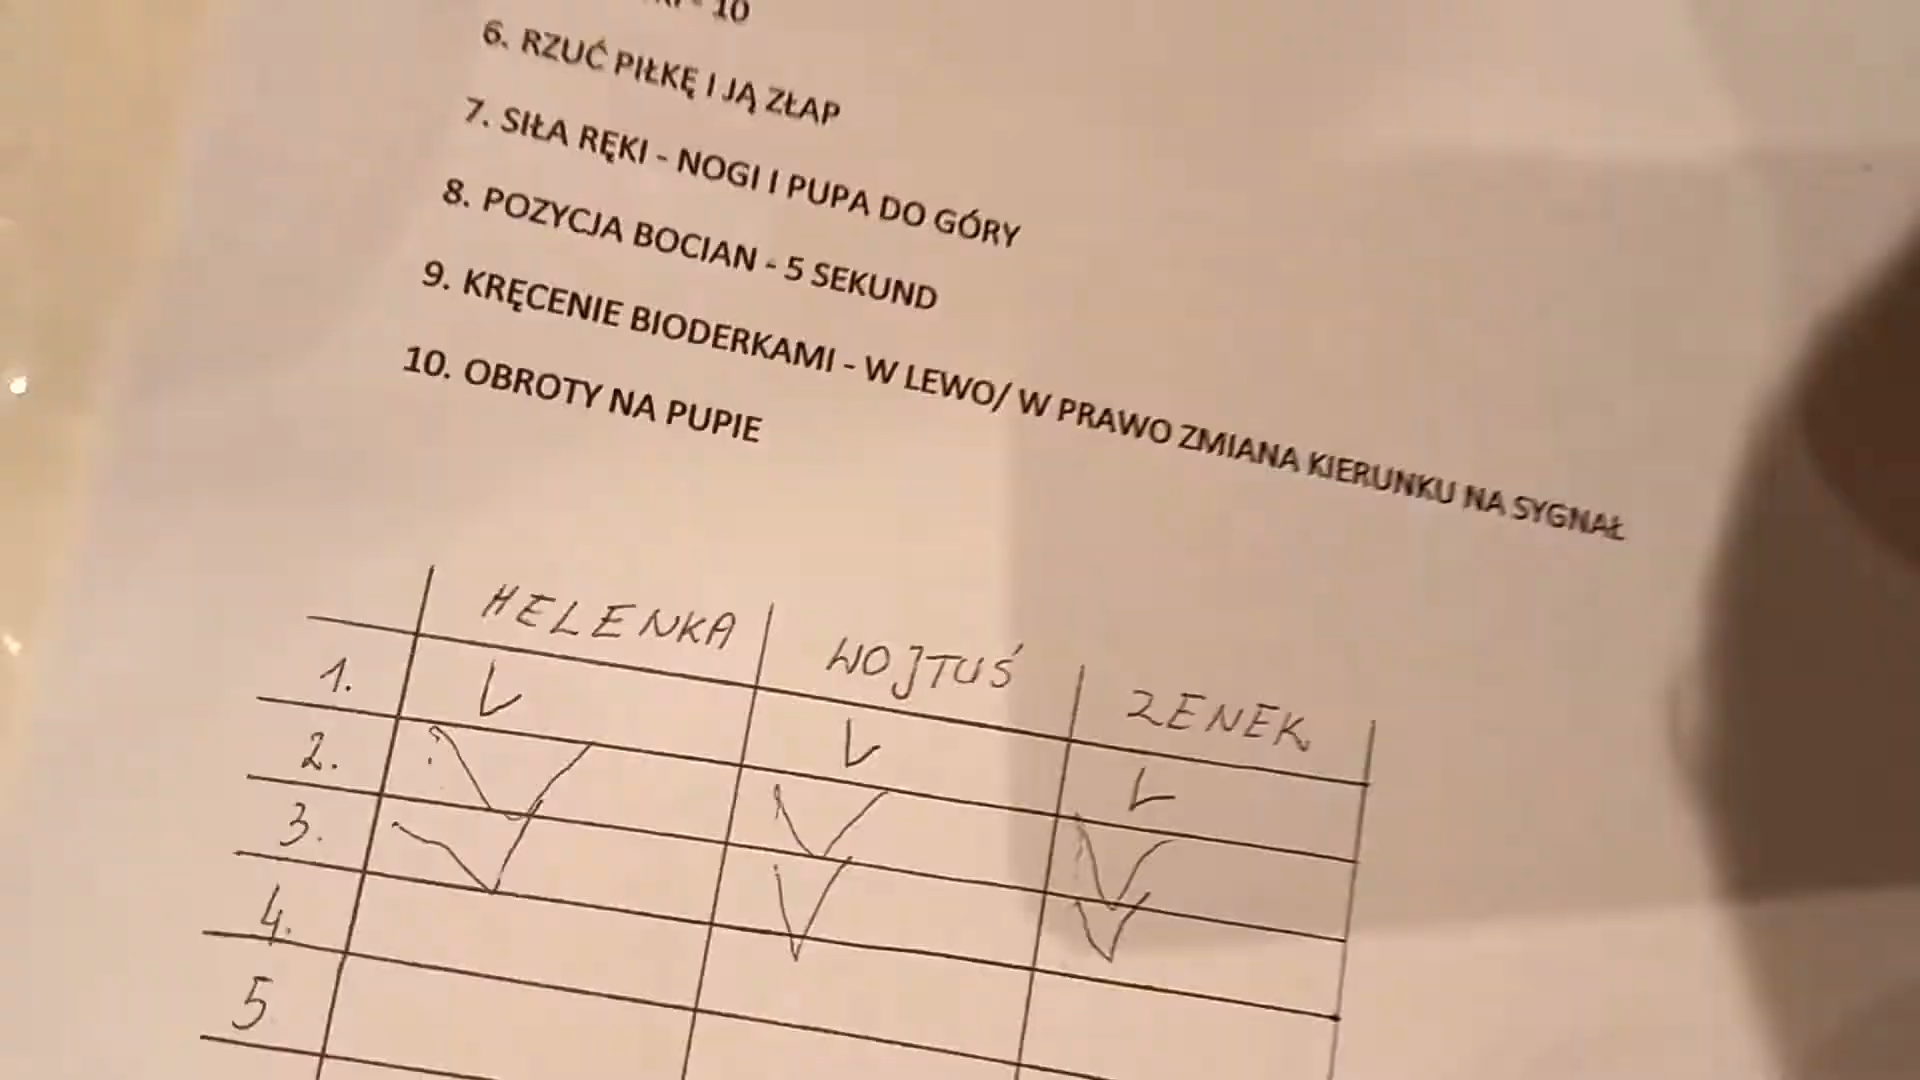 - 10
6. RZUĆ PIŁKĘ I JĄ ZŁAP
7. SIŁA RĘKI - NOGI I PUPA DO GÓRY
8. POZYCJA BOCIAN - 5 SEKUND
9. KRĘCENIE BIODERKAMI - W LEWO/ W PRAWO ZMIANA KIERUNKU NA SYGNAŁ
10. OBROTY NA PUPIE
HELENKA WOJTUŚ ZENEK
1.
2.
3.
4.
5